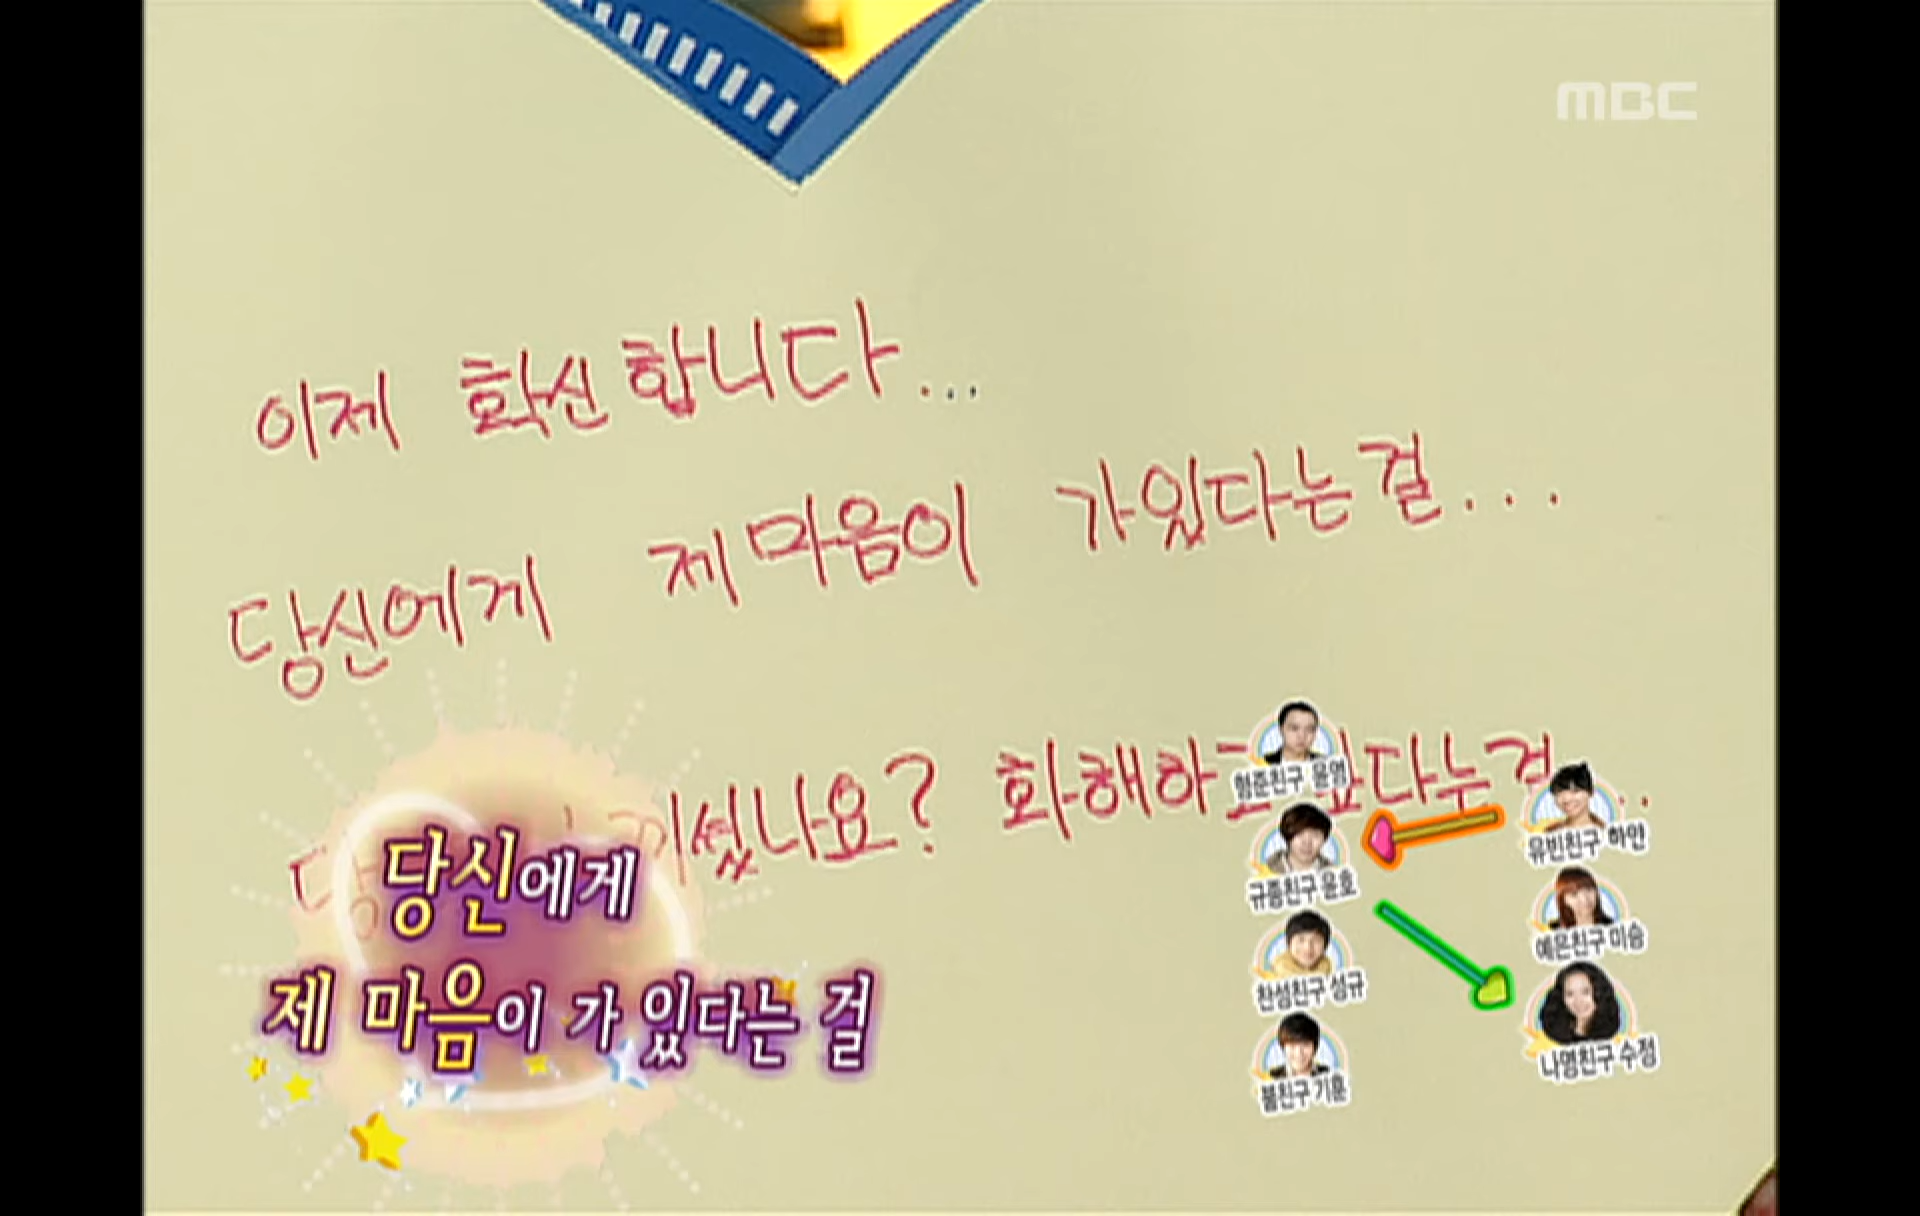 MBC
이제 확신합니다...
당신에게 제 마음이 가있다는걸...
셨나요? 화해하고 싶다는걸..
당신에게
제 마음이 가 있다는 걸
형준친구 윤영
규종친구 윤호
찬성친구 성규
봄친구 기훈
유빈친구 하얀
예은친구 미승
나영친구 수정